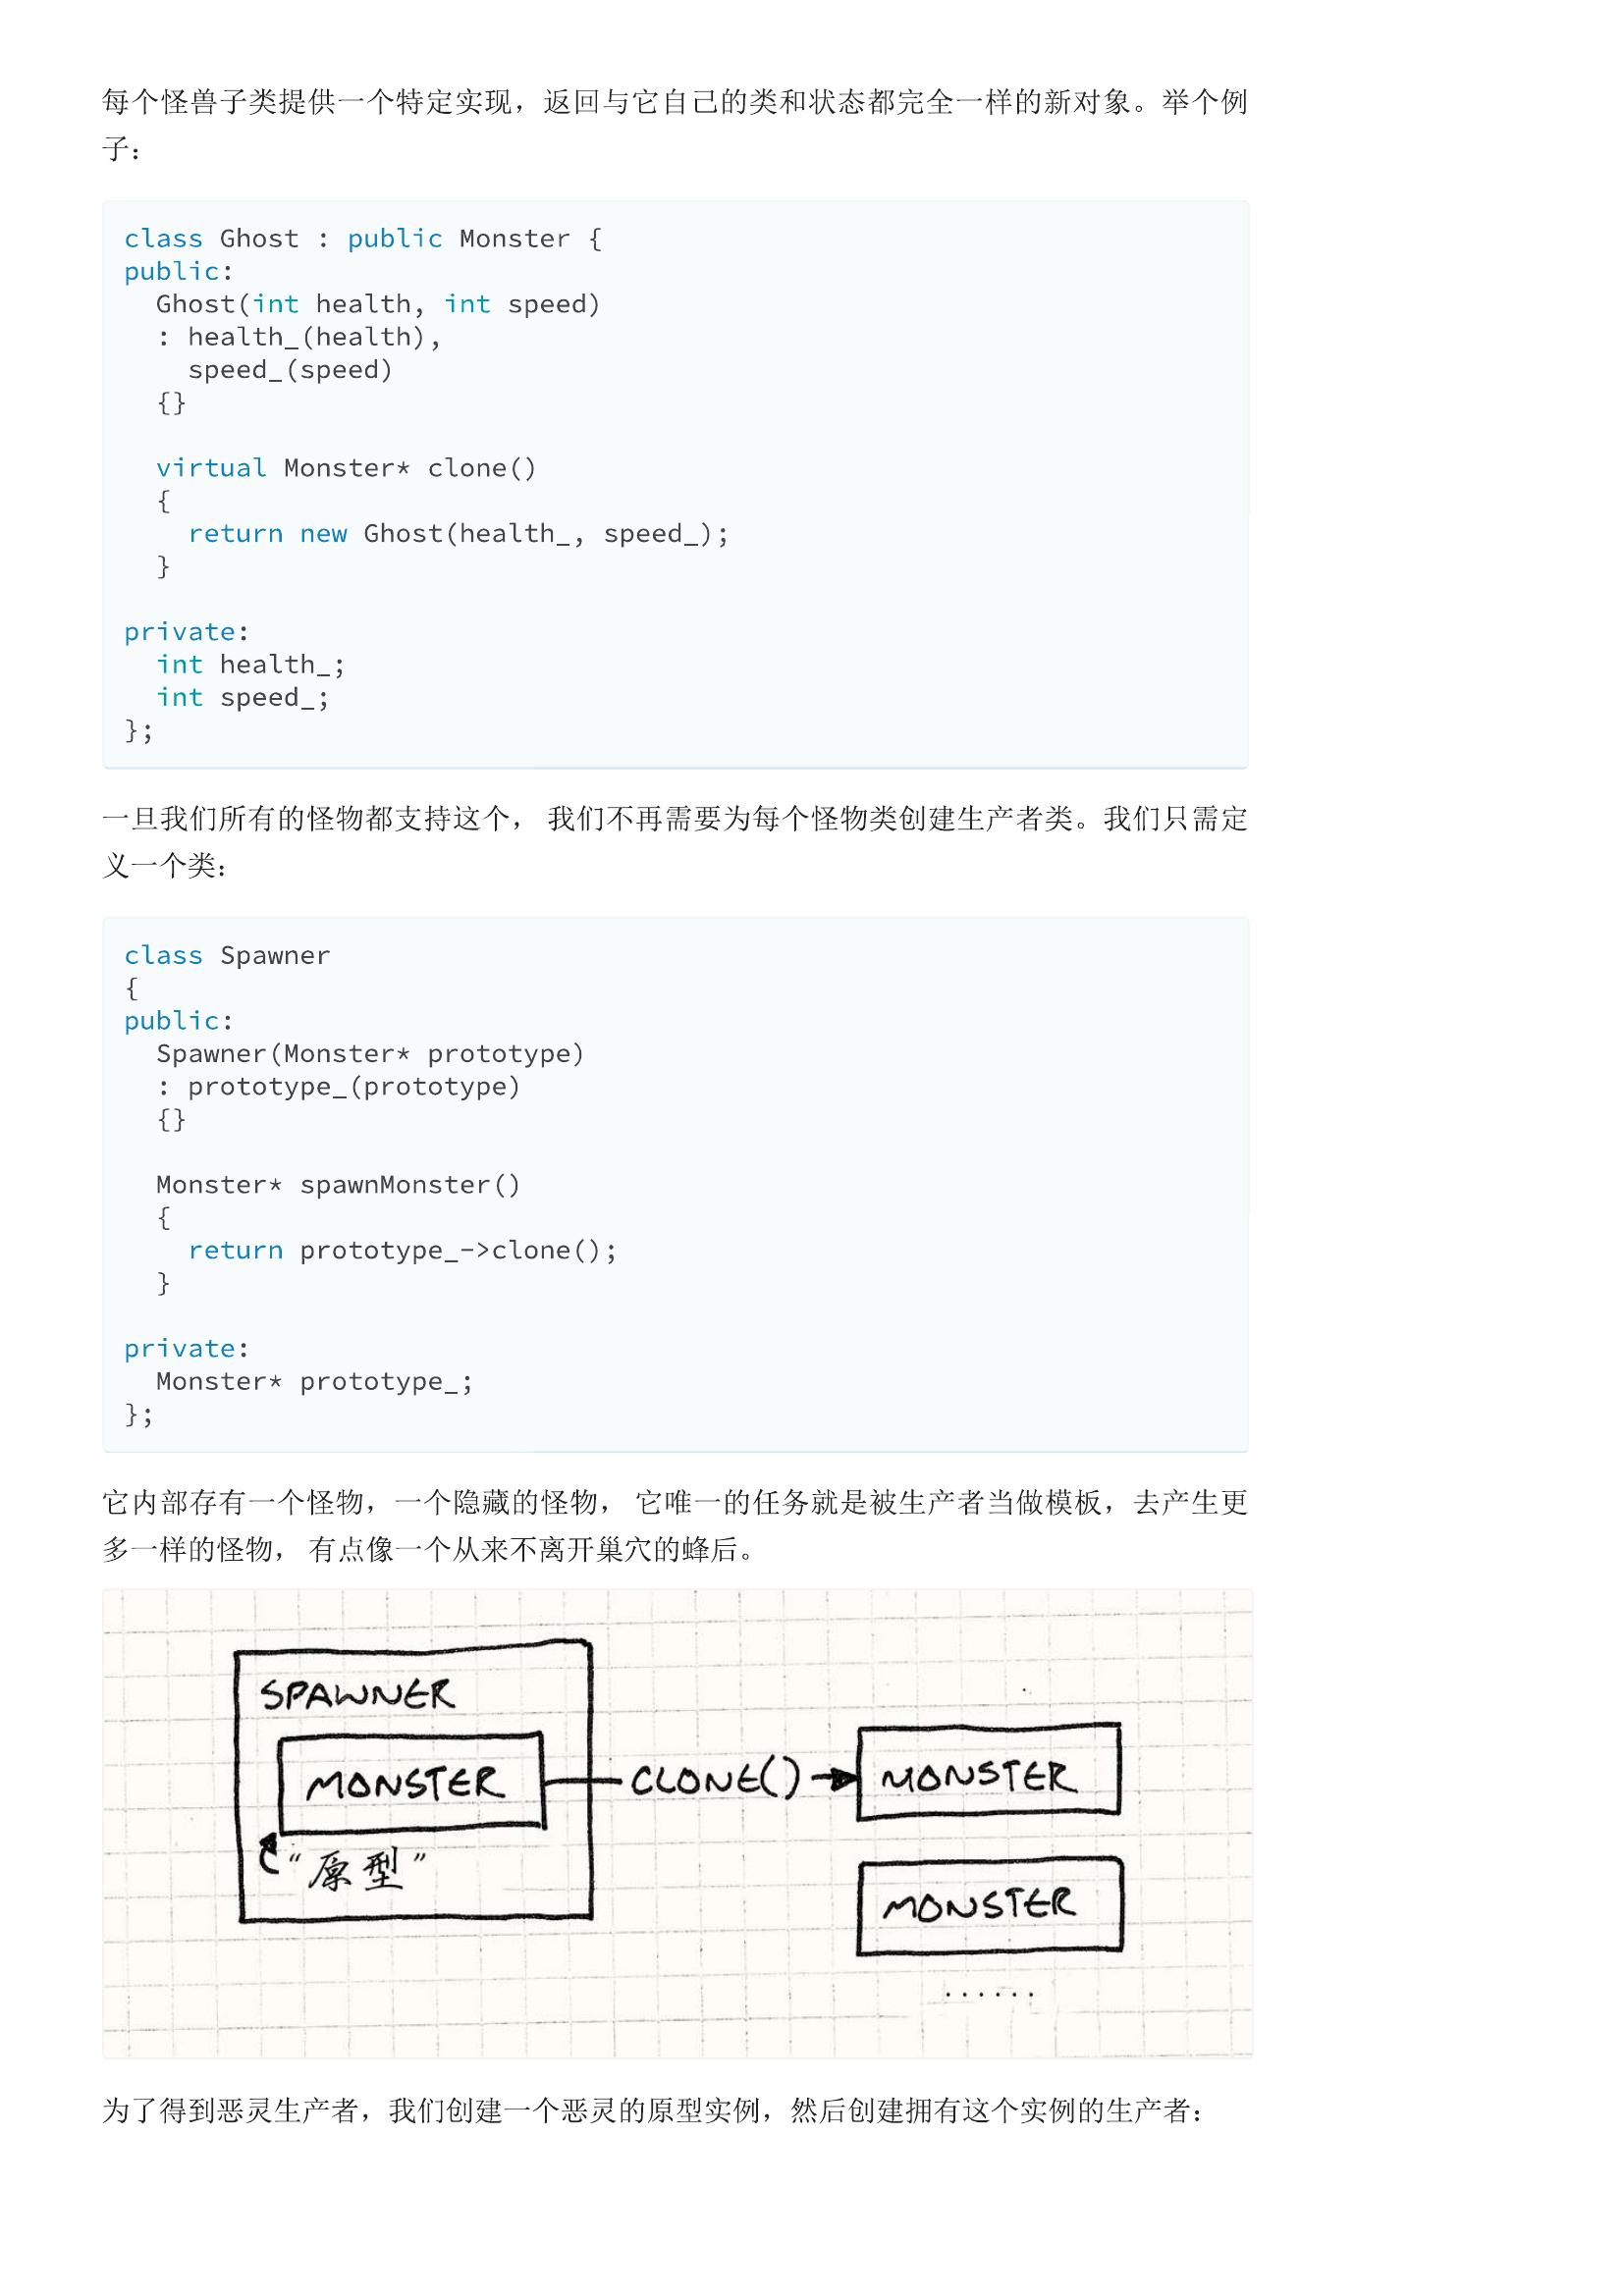 每个怪兽子类提供一个特定实现，返回与它自己的类和状态都完全一样的新对象。举个例
子：
class Ghost : public Monster {
public:
  Ghost(int health, int speed)
  : health_(health),
    speed_(speed)
  {}

  virtual Monster* clone()
  {
    return new Ghost(health_, speed_);
  }

private:
  int health_;
  int speed_;
};
一旦我们所有的怪物都支持这个， 我们不再需要为每个怪物类创建生产者类。我们只需定
义一个类：
class Spawner
{
public:
  Spawner(Monster* prototype)
  : prototype_(prototype)
  {}

  Monster* spawnMonster()
  {
    return prototype_->clone();
  }

private:
  Monster* prototype_;
};
它内部存有一个怪物，一个隐藏的怪物， 它唯一的任务就是被生产者当做模板，去产生更
多一样的怪物， 有点像一个从来不离开巢穴的蜂后。
SPAWNER
MONSTER
CLONE()
MONSTER
“原型”
MONSTER
······
为了得到恶灵生产者，我们创建一个恶灵的原型实例，然后创建拥有这个实例的生产者：